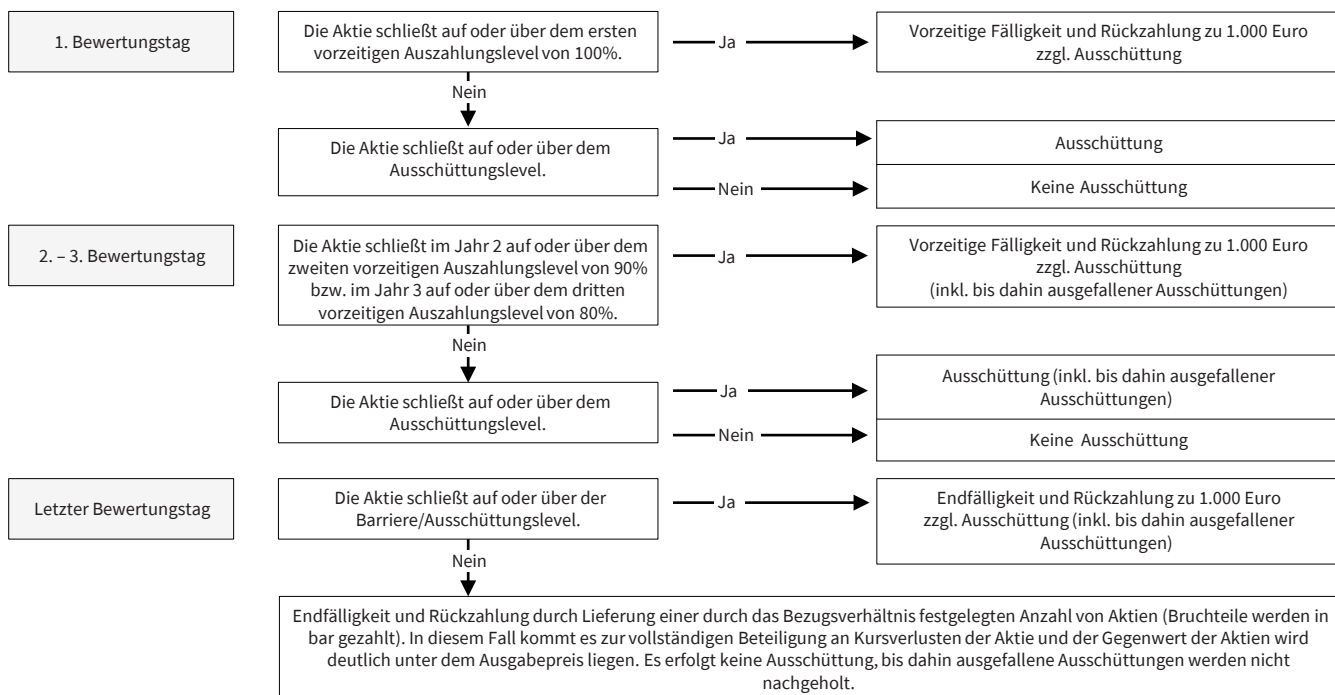 1. Bewertungstag
Die Aktie schließt auf oder über dem ersten
vorzeitigen Auszahlungslevel von 100%.
Ja
Vorzeitige Fälligkeit und Rückzahlung zu 1.000 Euro
zzgl. Ausschüttung
Nein
Die Aktie schließt auf oder über dem
Ausschüttungslevel.
Ja
Ausschüttung
Nein
Keine Ausschüttung
2. – 3. Bewertungstag
Die Aktie schließt im Jahr 2 auf oder über dem
zweiten vorzeitigen Auszahlungslevel von 90%
bzw. im Jahr 3 auf oder über dem dritten
vorzeitigen Auszahlungslevel von 80%.
Ja
Vorzeitige Fälligkeit und Rückzahlung zu 1.000 Euro
zzgl. Ausschüttung
(inkl. bis dahin ausgefallener Ausschüttungen)
Nein
Die Aktie schließt auf oder über dem
Ausschüttungslevel.
Ja
Ausschüttung (inkl. bis dahin ausgefallener
Ausschüttungen)
Nein
Keine Ausschüttung
Letzter Bewertungstag
Die Aktie schließt auf oder über der
Barriere/Ausschüttungslevel.
Ja
Endfälligkeit und Rückzahlung zu 1.000 Euro
zzgl. Ausschüttung (inkl. bis dahin ausgefallener
Ausschüttungen)
Nein
Endfälligkeit und Rückzahlung durch Lieferung einer durch das Bezugsverhältnis festgelegten Anzahl von Aktien (Bruchteile werden in
bar gezahlt). In diesem Fall kommt es zur vollständigen Beteiligung an Kursverlusten der Aktie und der Gegenwert der Aktien wird
deutlich unter dem Ausgabepreis liegen. Es erfolgt keine Ausschüttung, bis dahin ausgefallene Ausschüttungen werden nicht
nachgeholt.